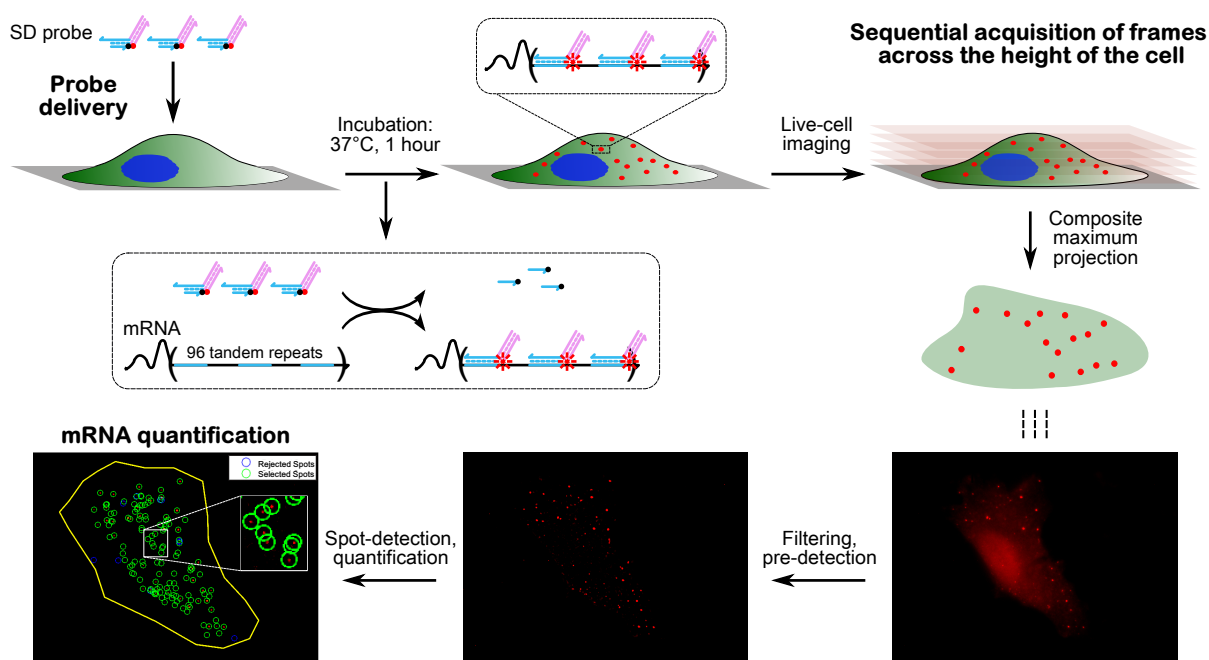 SD probe
Probe
delivery
Incubation:
37°C, 1 hour
Live-cell
imaging
Sequential acquisition of frames
across the height of the cell
Composite
maximum
projection
mRNA
96 tandem repeats
mRNA quantification
Rejected Spots
Selected Spots
Spot-detection,
quantification
Filtering,
pre-detection